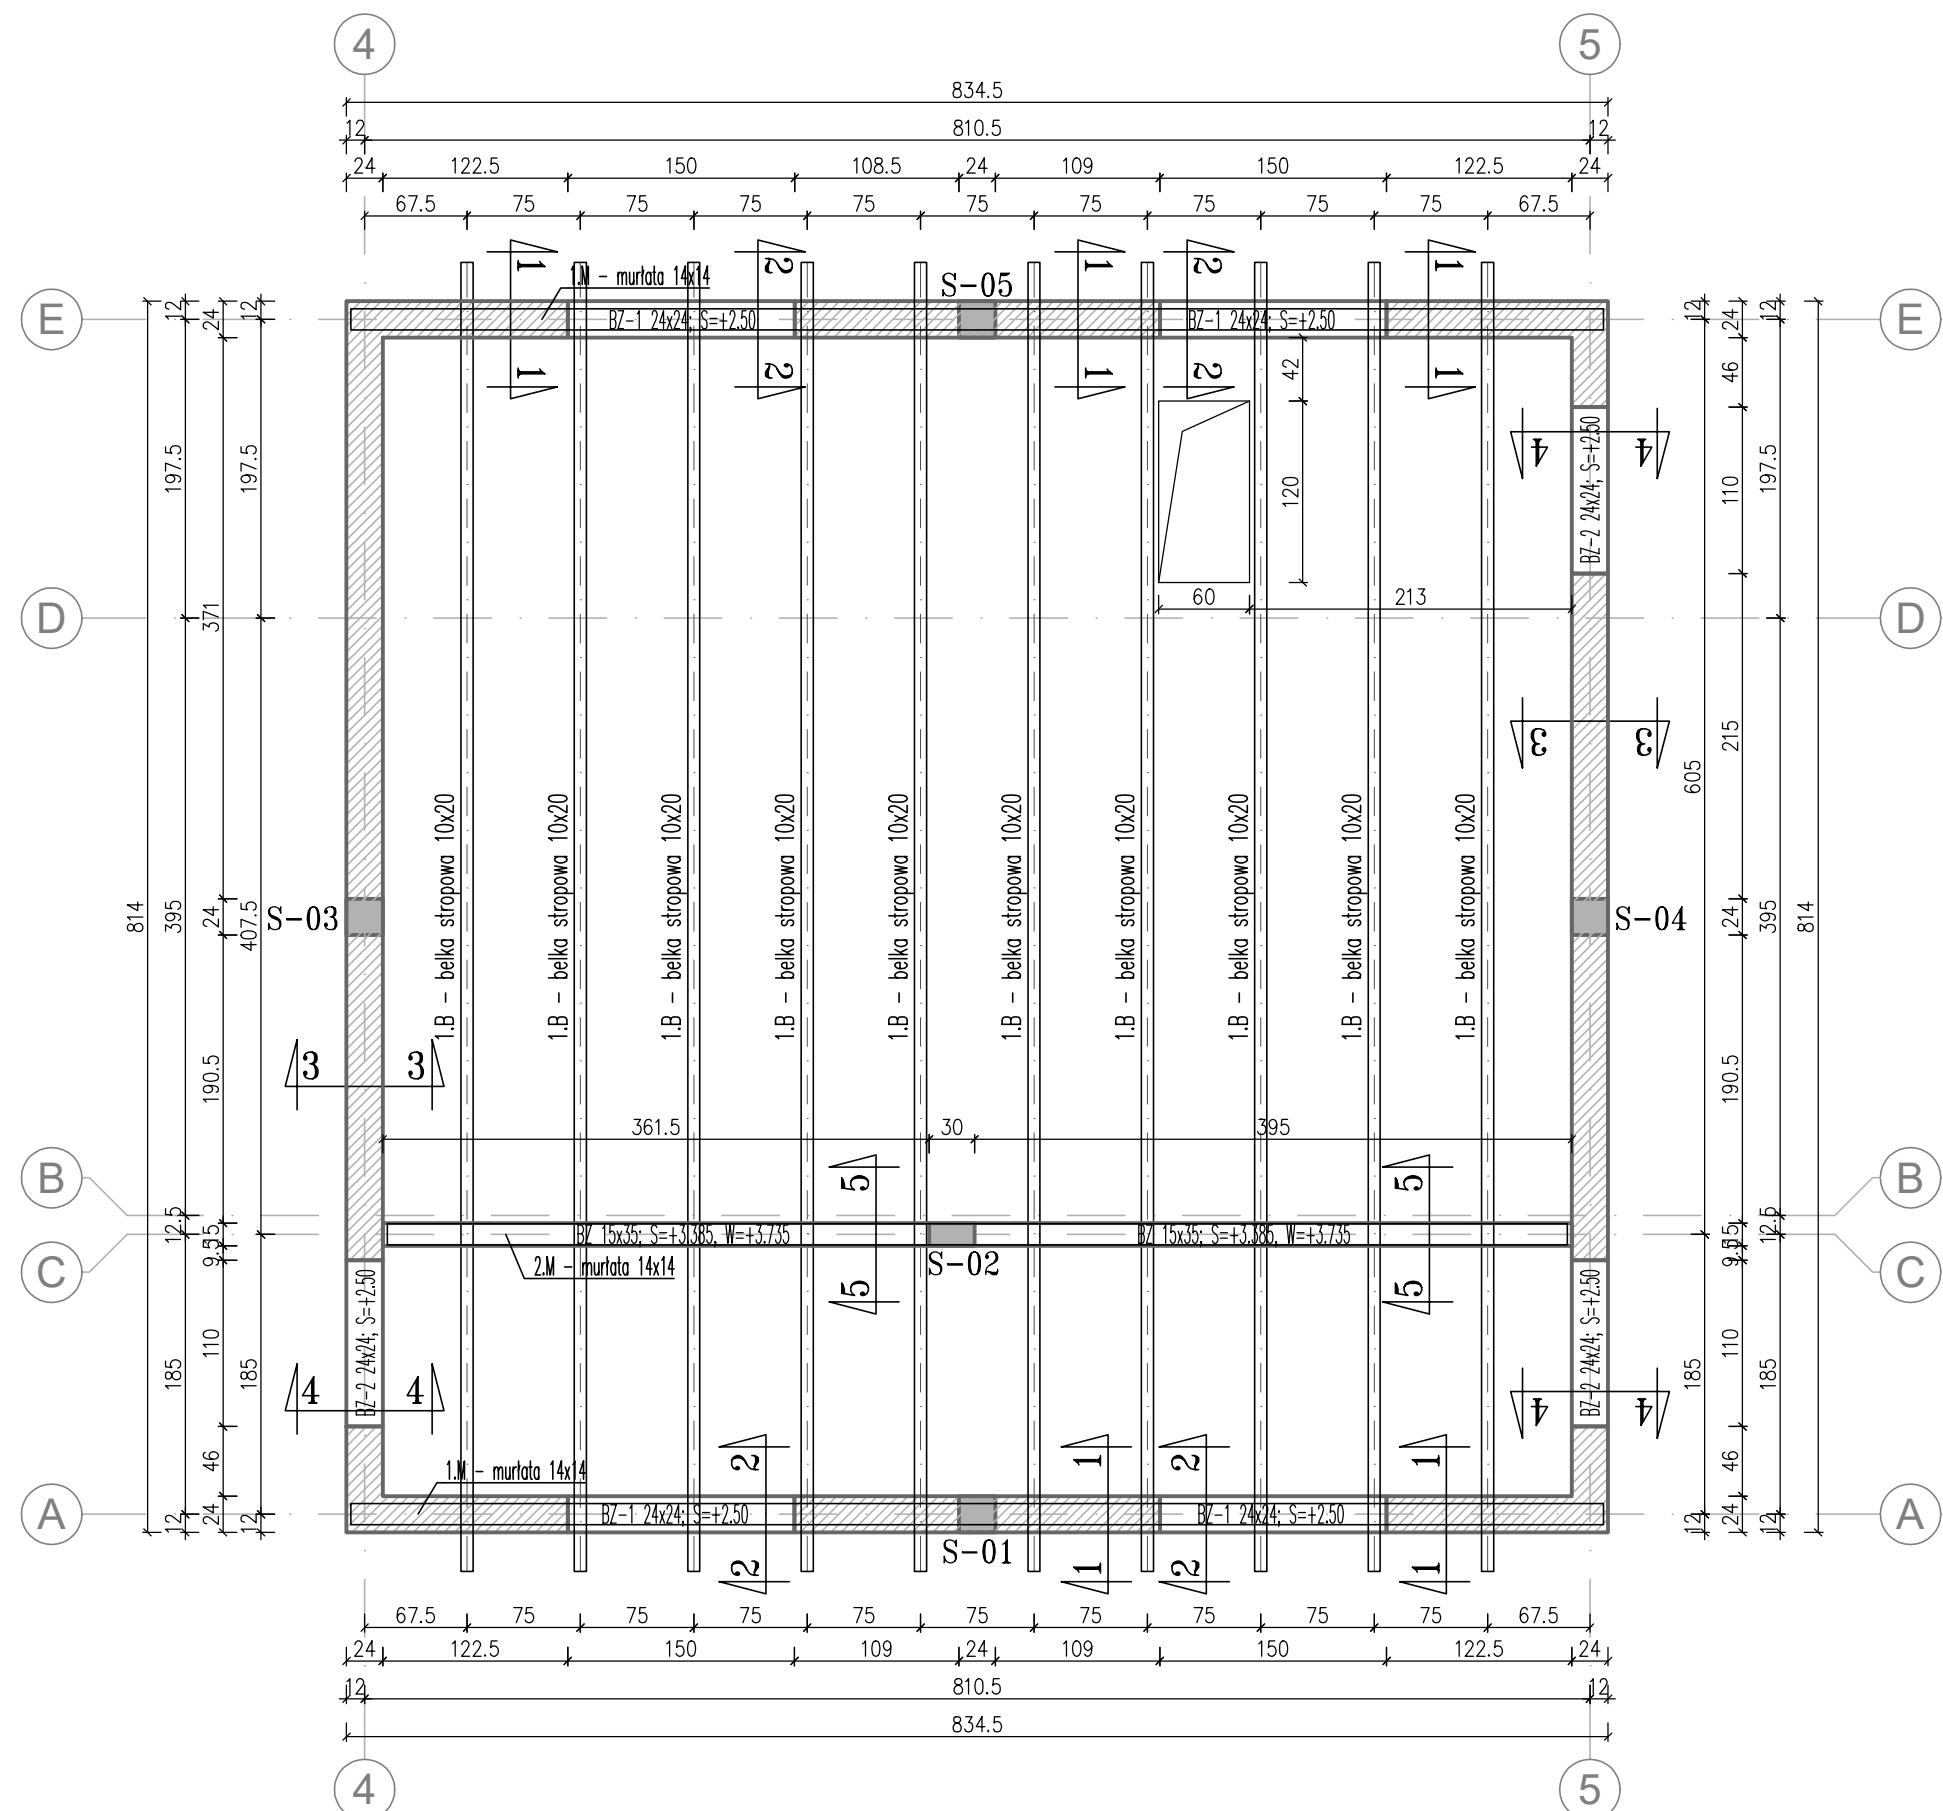 4 5
834.5
12 810.5 12
24 122.5 150 108.5 24 109 150 122.5 24
67.5 75 75 75 75 75 75 75 75 75 67.5
1 2 1 2 1
1.M - murłata 14x14
S-05
E E
BZ-1 24x24; S=+2.50 BZ-1 24x24; S=+2.50
1 2 1 2 1
12 24 12
12 24 12
42
46
4 4
BZ-2 24x24; S=+2.50
197.5 197.5
120
110
197.5
60 213
D D
371
3 3
215
605
1.B - belka stropowa 10x20
1.B - belka stropowa 10x20
1.B - belka stropowa 10x20
1.B - belka stropowa 10x20
1.B - belka stropowa 10x20
1.B - belka stropowa 10x20
1.B - belka stropowa 10x20
1.B - belka stropowa 10x20
1.B - belka stropowa 10x20
1.B - belka stropowa 10x20
814 395 24 407.5
S-03 S-04
24 395 814
3 3
190.5
190.5
361.5 30 395
5 5
B B
12.5 15
15 12.5
BZ 15x35; S=+3.385, W=+3.735 BZ 15x35; S=+3.385, W=+3.735
9.5
9.5
S-02
2.M - murłata 14x14
C C
5 5
BZ-2 24x24; S=+2.50
BZ-2 24x24; S=+2.50
185 110 185
185 110 185
4 4 4 4
46
46
2 1 2 1
1.M - murłata 14x14
A A
BZ-1 24x24; S=+2.50 BZ-1 24x24; S=+2.50
12 24 12
12 24 12
S-01
2 1 2 1
67.5 75 75 75 75 75 75 75 75 75 67.5
24 122.5 150 109 24 109 150 122.5 24
12 810.5 12
834.5
4 5